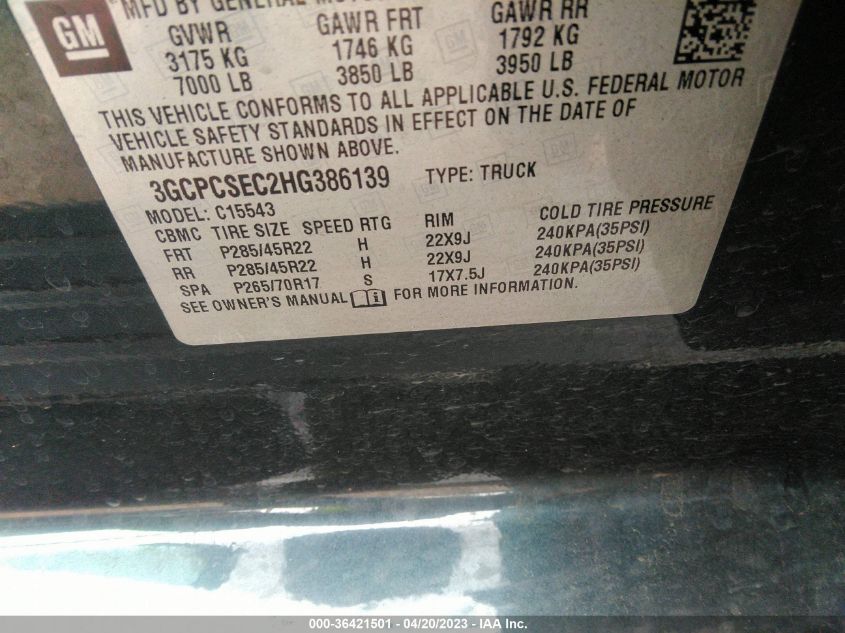 GM
MFD BY GENERAL MOTOR
GVWR GAWR FRT GAWR RR
3175 KG 1746 KG 1792 KG
7000 LB 3850 LB 3950 LB
THIS VEHICLE CONFORMS TO ALL APPLICABLE U.S. FEDERAL MOTOR
VEHICLE SAFETY STANDARDS IN EFFECT ON THE DATE OF
MANUFACTURE SHOWN ABOVE.
3GCPCSEC2HG386139 TYPE: TRUCK
MODEL: C15543
CBMC TIRE SIZE SPEED RTG RIM COLD TIRE PRESSURE
FRT P285/45R22 H 22X9J 240KPA(35PSI)
RR P285/45R22 H 22X9J 240KPA(35PSI)
SPA P265/70R17 S 17X7.5J 240KPA(35PSI)
SEE OWNER'S MANUAL FOR MORE INFORMATION.
000-36421501 - 04/20/2023 - IAA Inc.